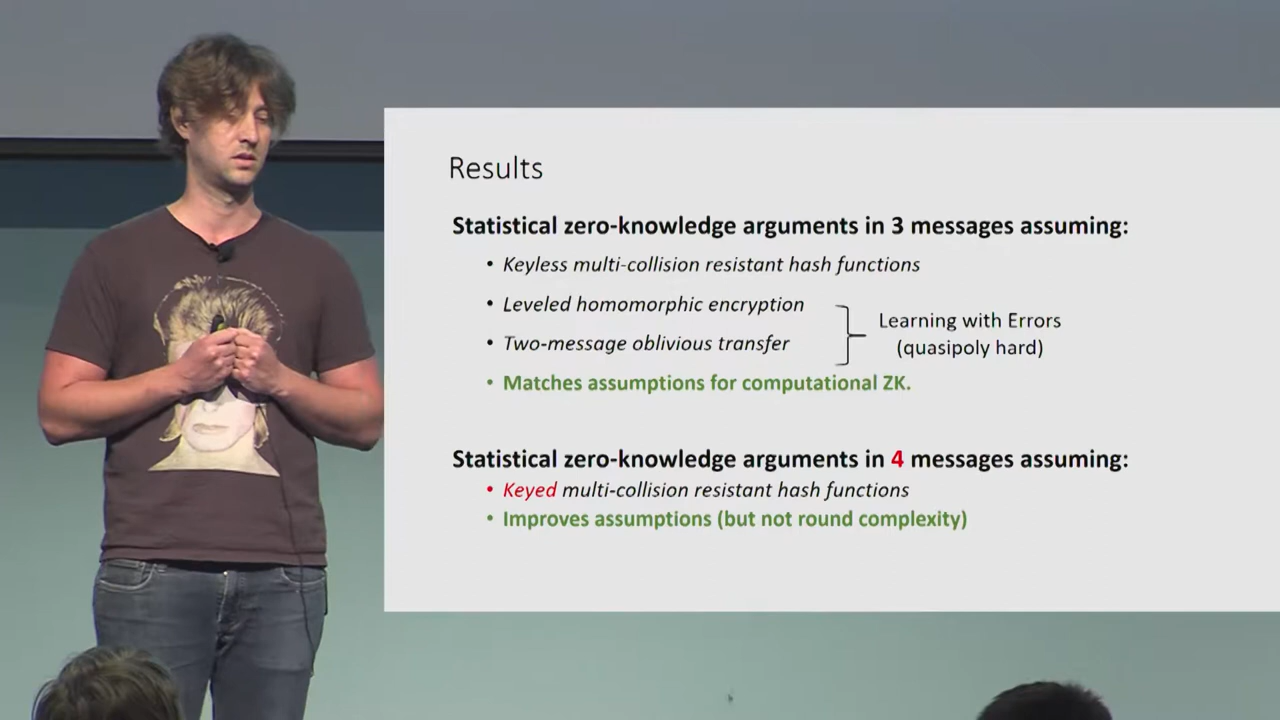 Results
Statistical zero-knowledge arguments in 3 messages assuming:
• Keyless multi-collision resistant hash functions
• Leveled homomorphic encryption
• Two-message oblivious transfer
Learning with Errors
(quasipoly hard)
• Matches assumptions for computational ZK.
Statistical zero-knowledge arguments in 4 messages assuming:
• Keyed multi-collision resistant hash functions
• Improves assumptions (but not round complexity)